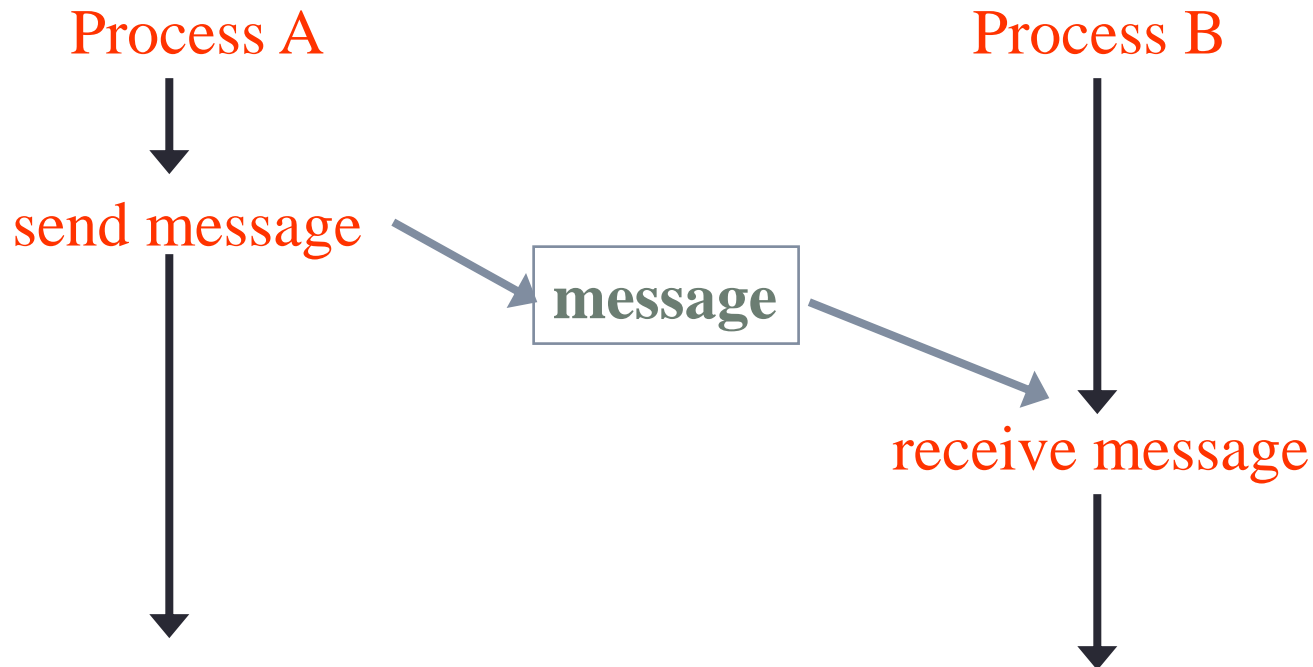 Process A
Process B
send message
message
receive message